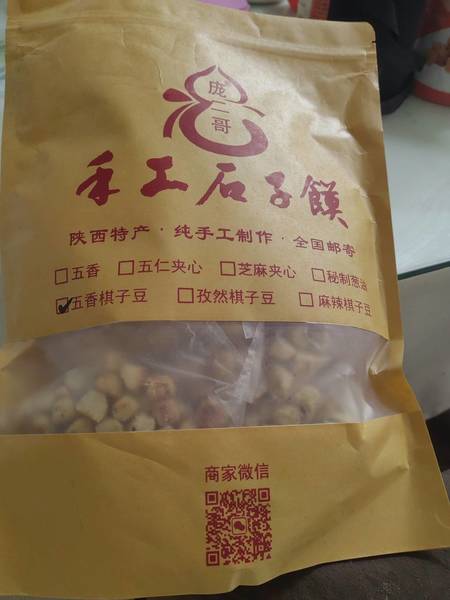 庞一哥
手工石子馍
陕西特产·纯手工制作·全国邮寄
□五香 □五仁夹心 □芝麻夹心 □秘制葱油
☑五香棋子豆 □孜然棋子豆 □麻辣棋子豆
商家微信